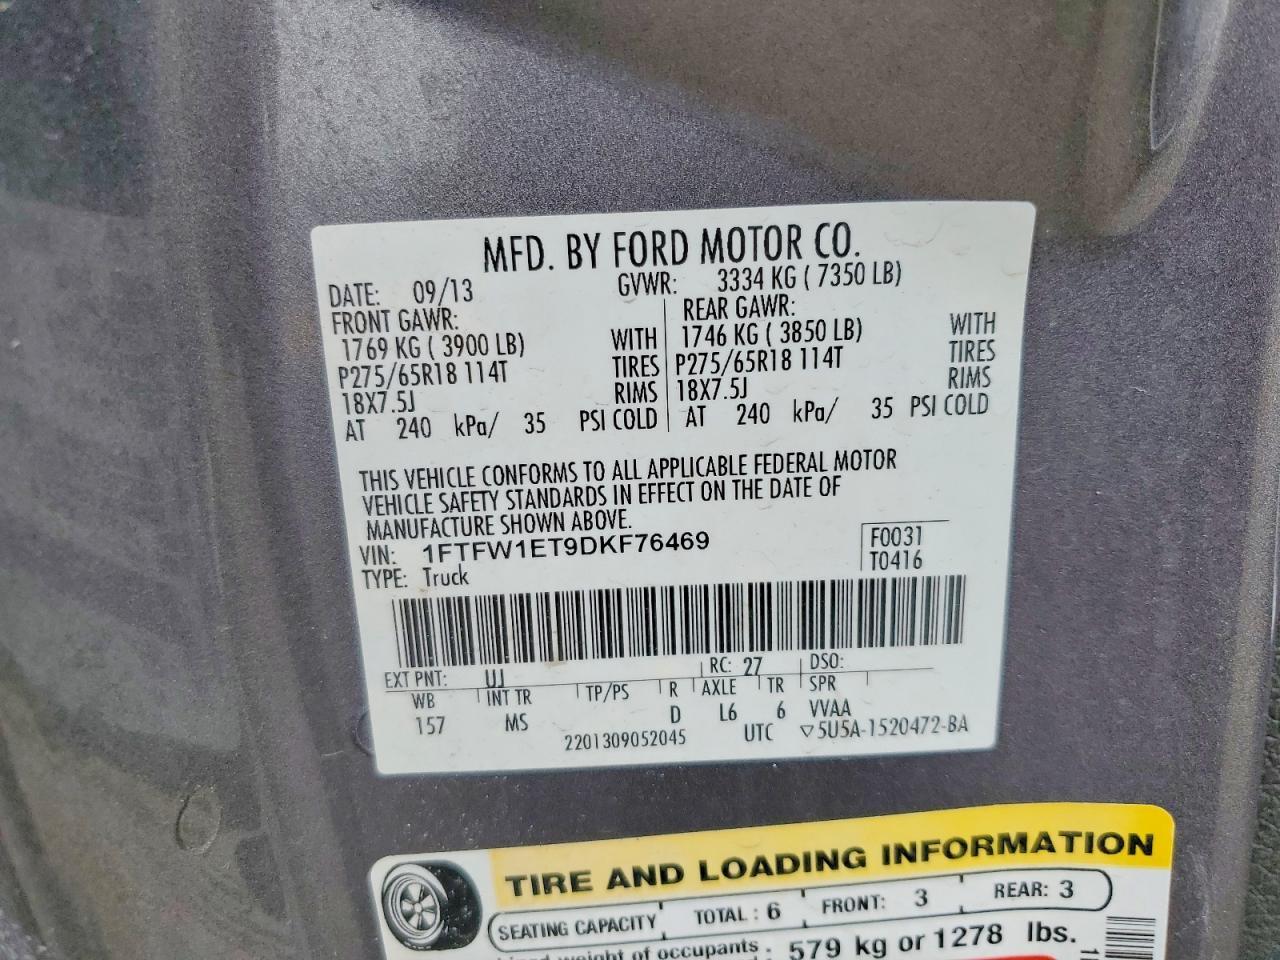 MFD. BY FORD MOTOR CO.
DATE: 09/13 GVWR: 3334 KG ( 7350 LB)
FRONT GAWR: REAR GAWR:
1769 KG ( 3900 LB) WITH 1746 KG ( 3850 LB) WITH
P275/65R18 114T TIRES P275/65R18 114T TIRES
18X7.5J RIMS 18X7.5J RIMS
AT 240 kPa/ 35 PSI COLD AT 240 kPa/ 35 PSI COLD
THIS VEHICLE CONFORMS TO ALL APPLICABLE FEDERAL MOTOR
VEHICLE SAFETY STANDARDS IN EFFECT ON THE DATE OF
MANUFACTURE SHOWN ABOVE.
VIN: 1FTFW1ET9DKF76469 F0031
TYPE: Truck T0416
EXT PNT: UJ RC: 27 DSO:
WB INT TR TP/PS R AXLE TR SPR
157 MS D L6 6 VVAA
2201309052045 UTC ▽5U5A-1520472-BA
TIRE AND LOADING INFORMATION
SEATING CAPACITY TOTAL : 6 FRONT: 3 REAR: 3
weight of occupants 579 kg or 1278 lbs.